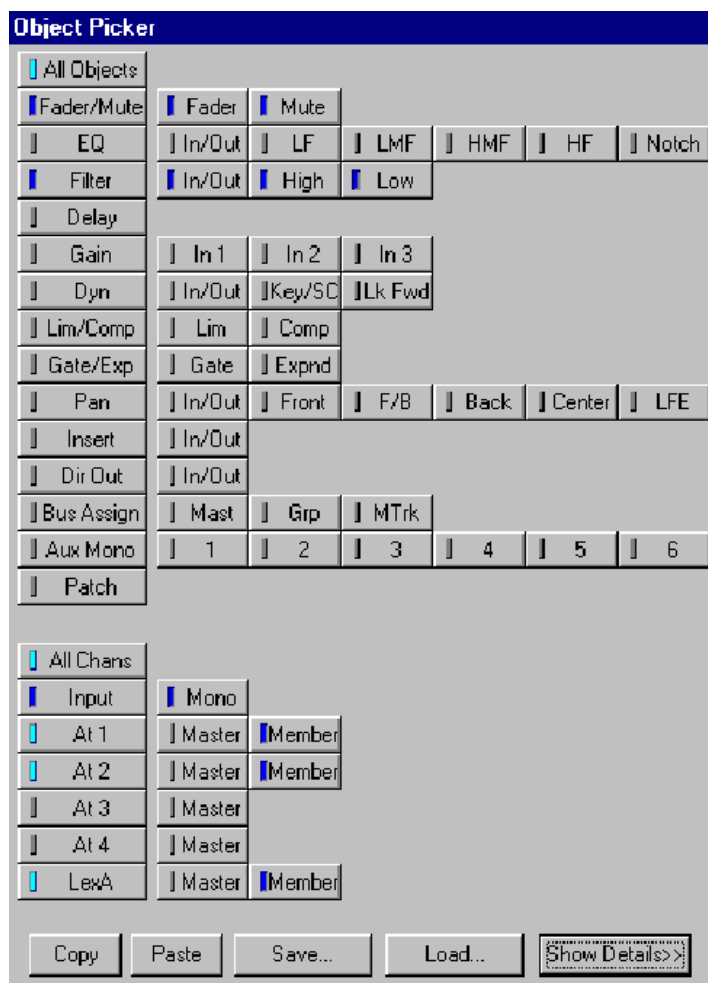 Object Picker
All Objects
Fader/Mute Fader Mute
EQ In/Out LF LMF HMF HF Notch
Filter In/Out High Low
Delay
Gain In 1 In 2 In 3
Dyn In/Out Key/SC Lk Fwd
Lim/Comp Lim Comp
Gate/Exp Gate Expnd
Pan In/Out Front F/B Back Center LFE
Insert In/Out
Dir Out In/Out
Bus Assign Mast Grp MTrk
Aux Mono 1 2 3 4 5 6
Patch
All Chans
Input Mono
At 1 Master Member
At 2 Master Member
At 3 Master
At 4 Master
LexA Master Member
Copy Paste Save... Load... Show Details>>